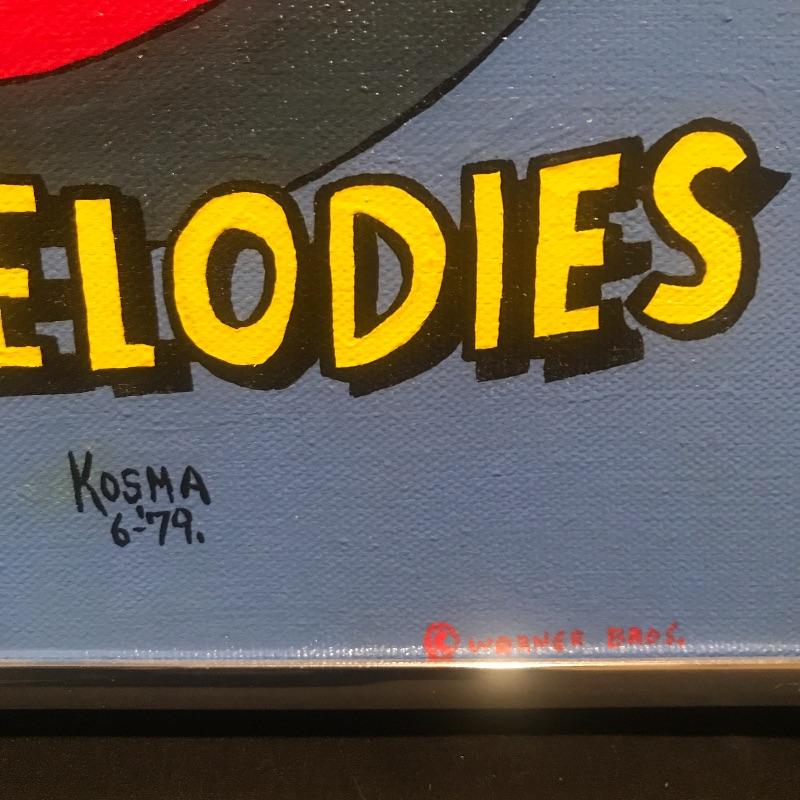 ELODIES
KOSMA
6-'79.
© WARNER BROS.